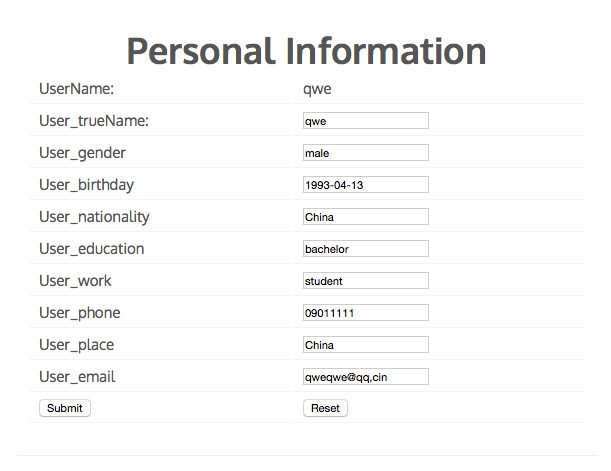 Personal Information
UserName: qwe
User_trueName: qwe
User_gender male
User_birthday 1993-04-13
User_nationality China
User_education bachelor
User_work student
User_phone 09011111
User_place China
User_email qweqwe@qq,cin
Submit Reset